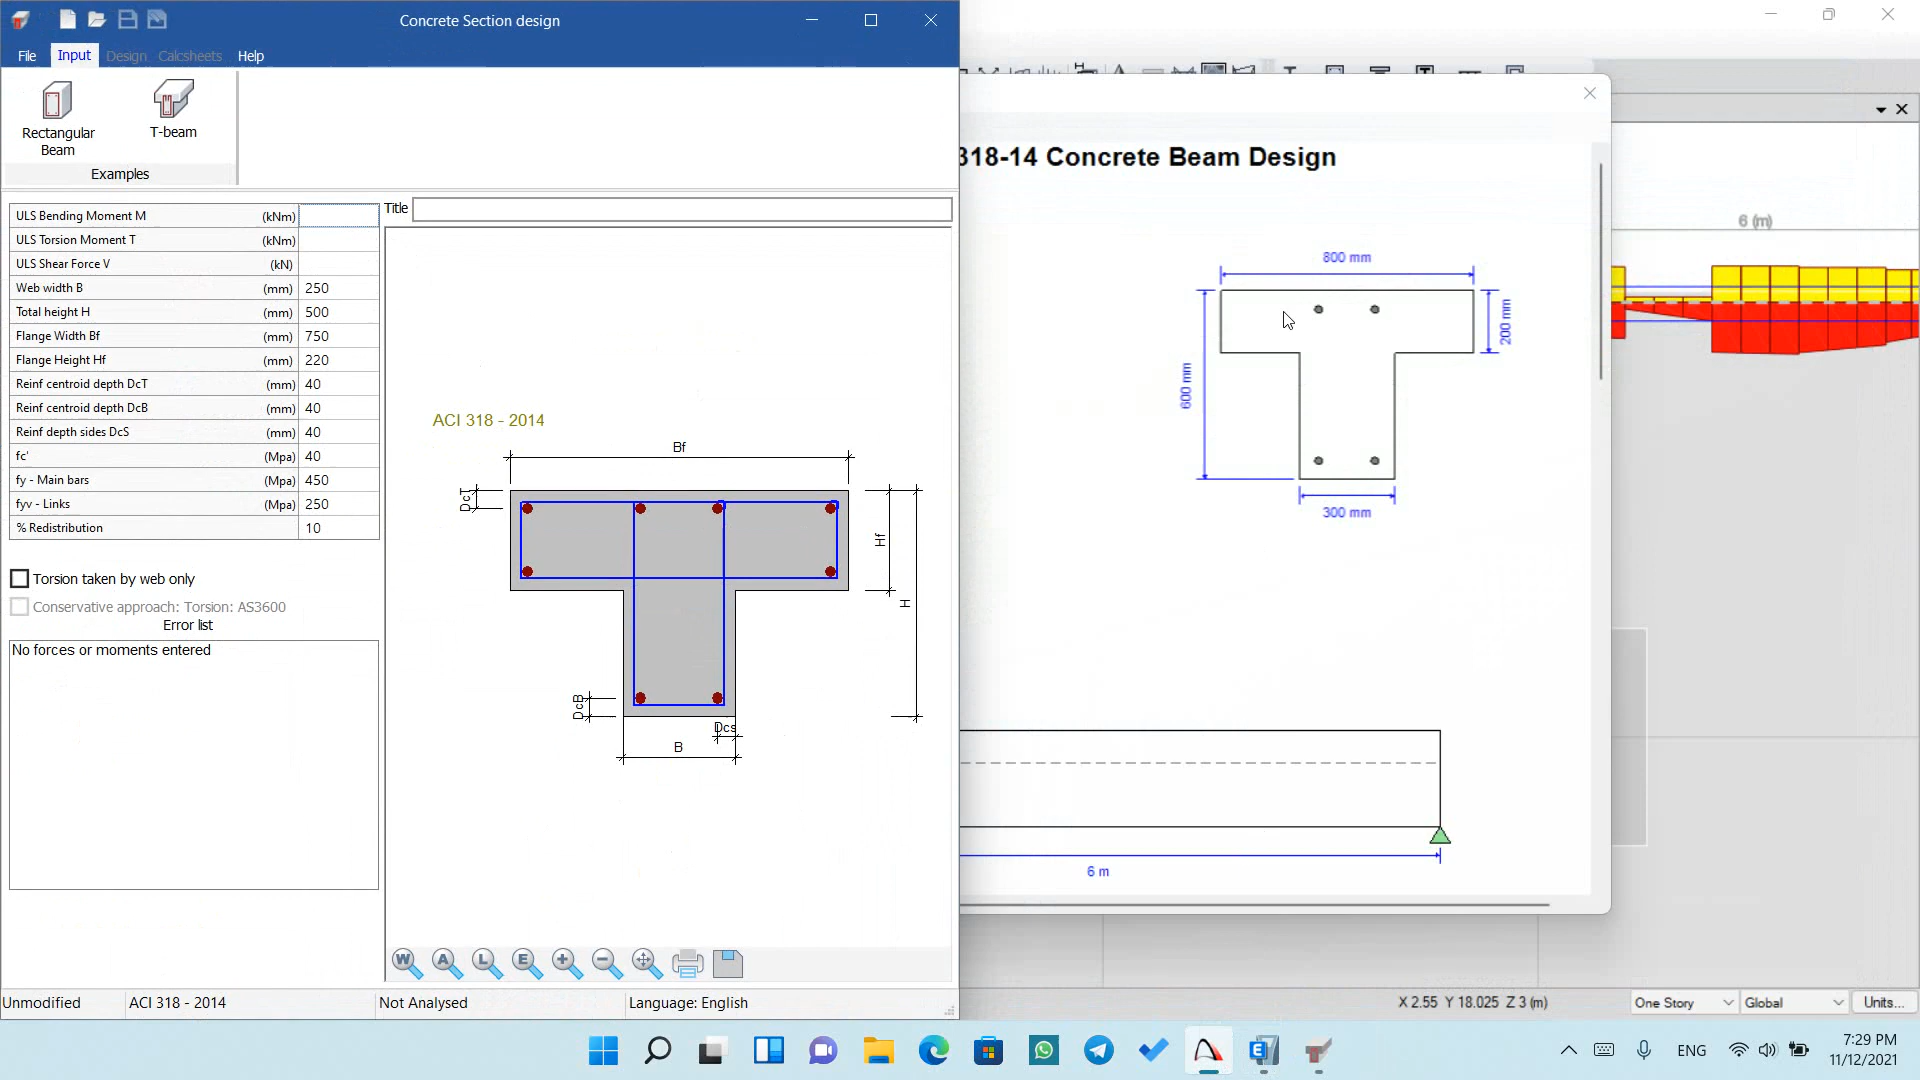 Concrete Section design
File Input Design Calcsheets Help
Rectangular Beam
T-beam
Examples
ULS Bending Moment M (kNm)
ULS Torsion Moment T (kNm)
ULS Shear Force V (kN)
Web width B (mm) 250
Total height H (mm) 500
Flange Width Bf (mm) 750
Flange Height Hf (mm) 220
Reinf centroid depth DcT (mm) 40
Reinf centroid depth DcB (mm) 40
Reinf depth sides DcS (mm) 40
fc' (Mpa) 40
fy - Main bars (Mpa) 450
fyv - Links (Mpa) 250
% Redistribution 10
Torsion taken by web only
Conservative approach: Torsion: AS3600
Error list
No forces or moments entered
Title
ACI 318 - 2014
Bf
DcT
Hf
H
DcB
Dcs
B
W A L E
Unmodified ACI 318 - 2014 Not Analysed Language: English
318-14 Concrete Beam Design
800 mm
200 mm
600 mm
300 mm
6 m
6 (m)
X 2.55 Y 18.025 Z 3 (m)
One Story Global Units...
ENG
7:29 PM
11/12/2021